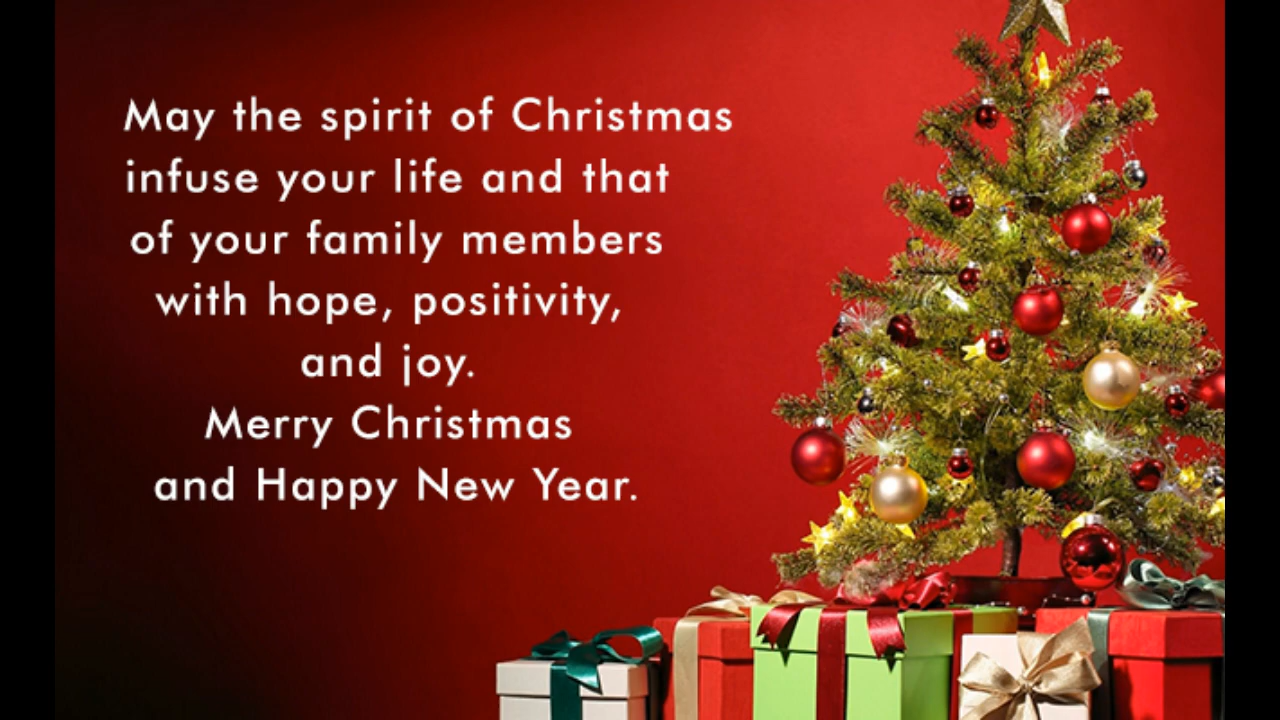 May the spirit of Christmas
infuse your life and that
of your family members
with hope, positivity,
and joy.
Merry Christmas
and Happy New Year.